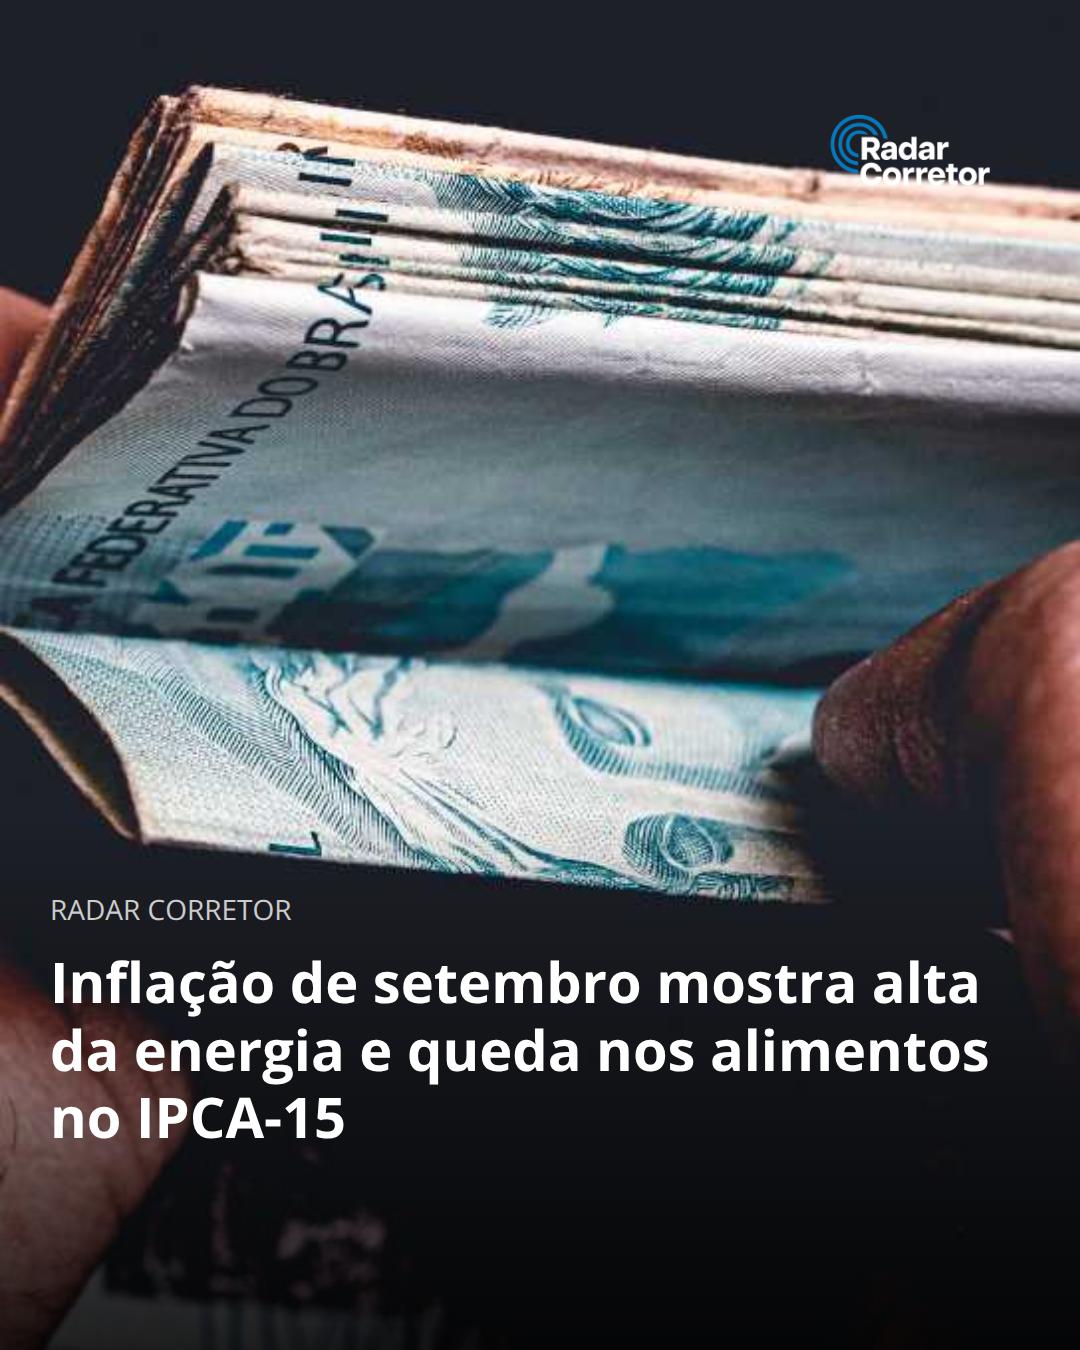 Radar
Corretor
A FEDERATIVA DO BRASIL
RADAR CORRETOR
Inflação de setembro mostra alta
da energia e queda nos alimentos
no IPCA-15